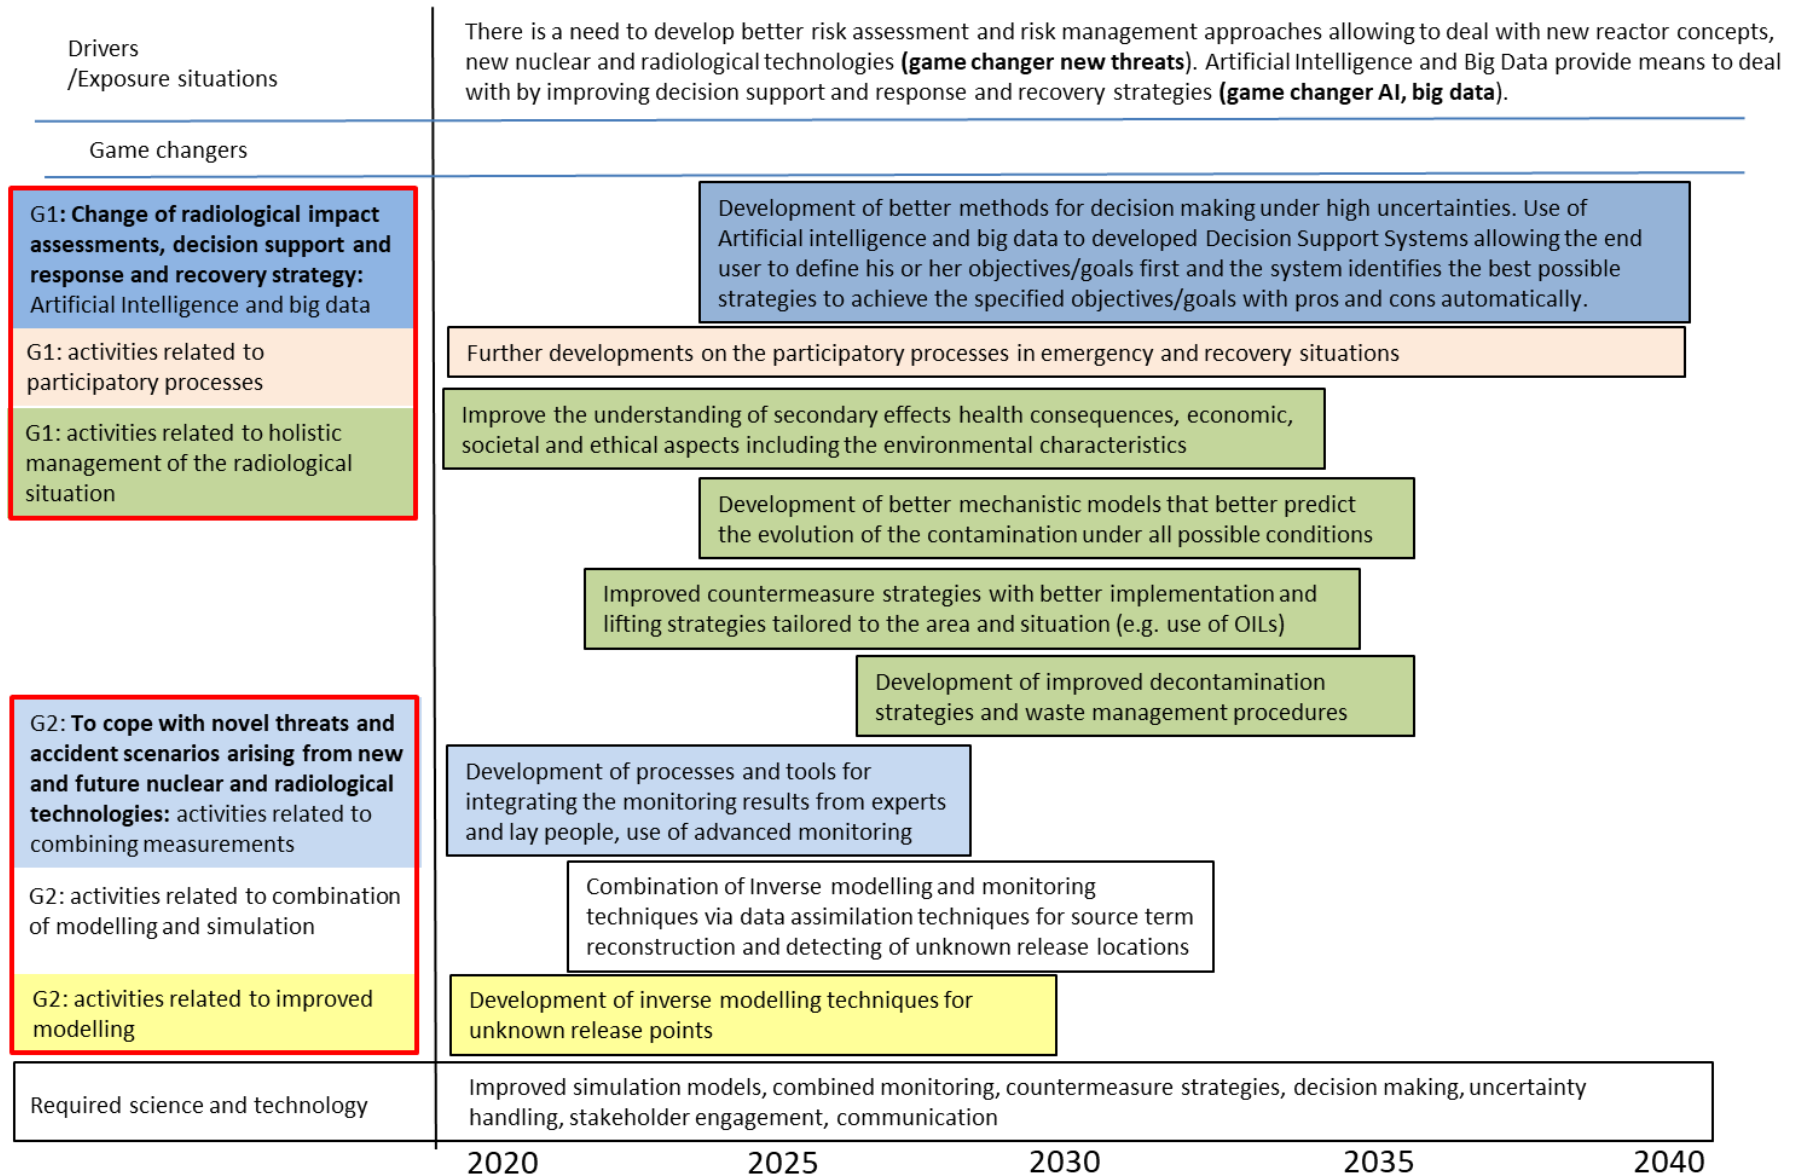 Drivers
/Exposure situations
There is a need to develop better risk assessment and risk management approaches allowing to deal with new reactor concepts,
new nuclear and radiological technologies (game changer new threats). Artificial Intelligence and Big Data provide means to deal
with by improving decision support and response and recovery strategies (game changer AI, big data).
Game changers
G1: Change of radiological impact
assessments, decision support and
response and recovery strategy:
Artificial Intelligence and big data
Development of better methods for decision making under high uncertainties. Use of
Artificial intelligence and big data to developed Decision Support Systems allowing the end
user to define his or her objectives/goals first and the system identifies the best possible
strategies to achieve the specified objectives/goals with pros and cons automatically.
G1: activities related to
participatory processes
Further developments on the participatory processes in emergency and recovery situations
G1: activities related to holistic
management of the radiological
situation
Improve the understanding of secondary effects health consequences, economic,
societal and ethical aspects including the environmental characteristics
Development of better mechanistic models that better predict
the evolution of the contamination under all possible conditions
Improved countermeasure strategies with better implementation and
lifting strategies tailored to the area and situation (e.g. use of OILs)
Development of improved decontamination
strategies and waste management procedures
G2: To cope with novel threats and
accident scenarios arising from new
and future nuclear and radiological
technologies: activities related to
combining measurements
Development of processes and tools for
integrating the monitoring results from experts
and lay people, use of advanced monitoring
G2: activities related to combination
of modelling and simulation
Combination of Inverse modelling and monitoring
techniques via data assimilation techniques for source term
reconstruction and detecting of unknown release locations
G2: activities related to improved
modelling
Development of inverse modelling techniques for
unknown release points
Required science and technology
Improved simulation models, combined monitoring, countermeasure strategies, decision making, uncertainty
handling, stakeholder engagement, communication
2020 2025 2030 2035 2040